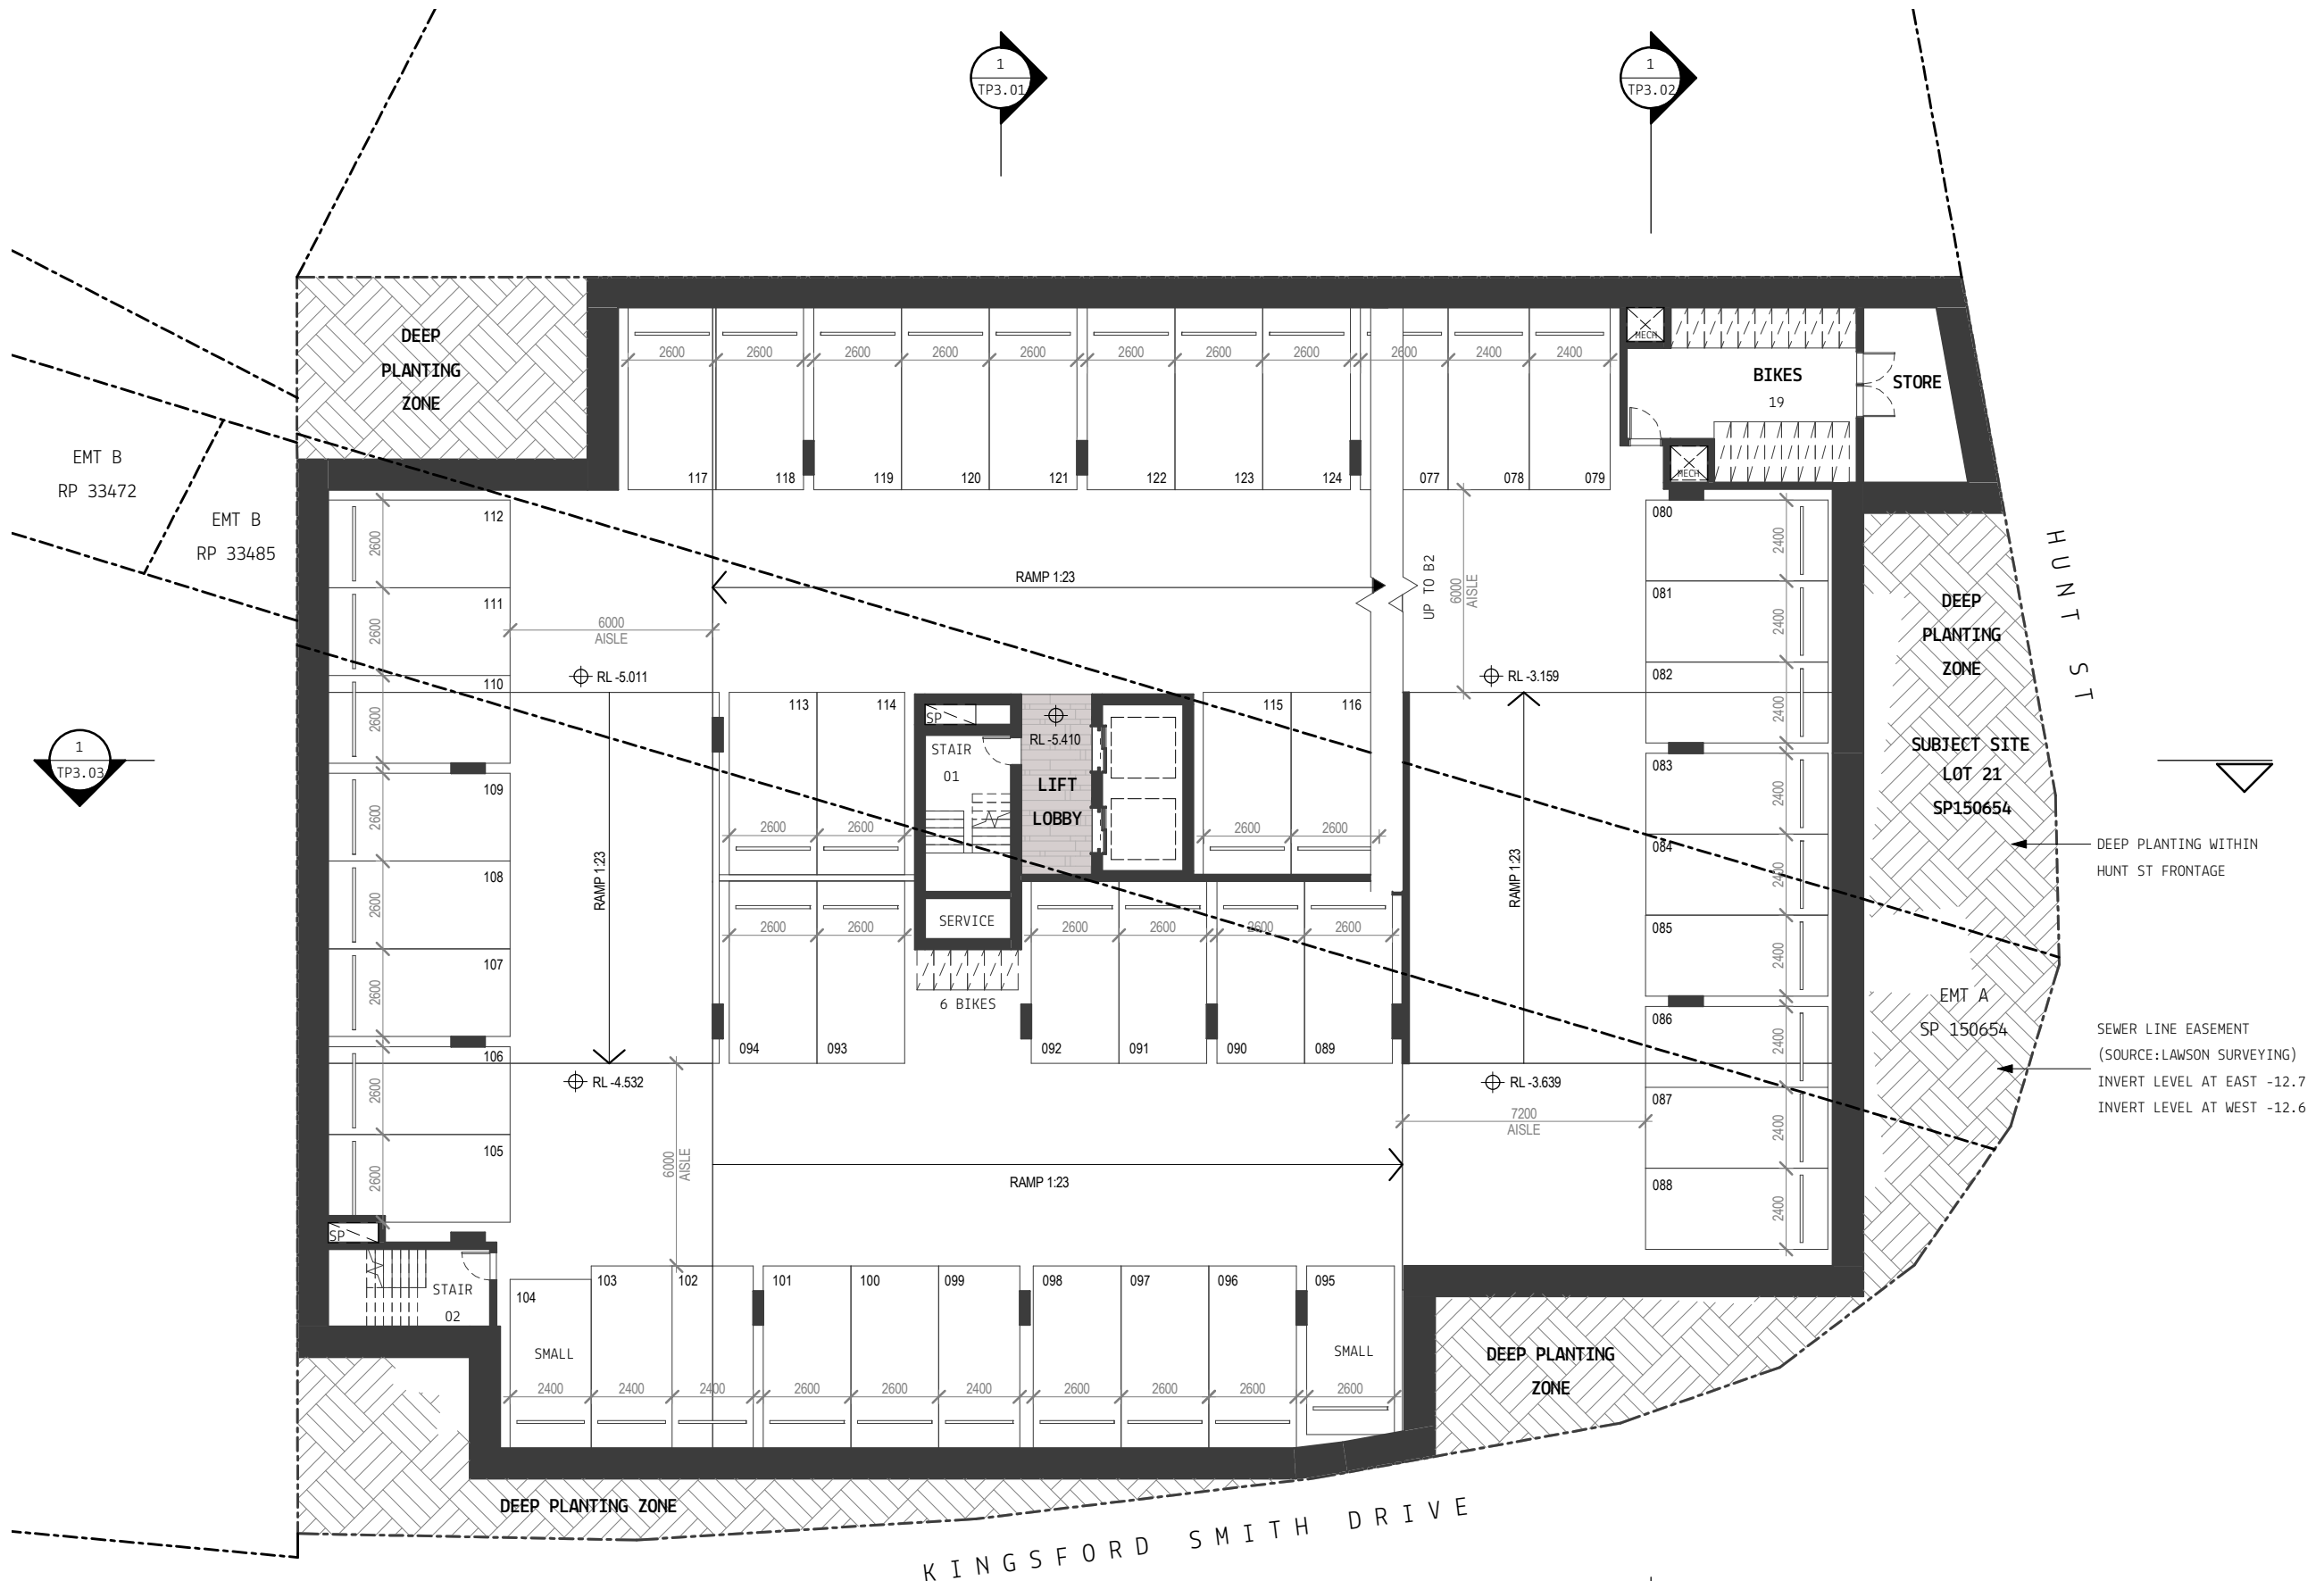 1
TP3.01
1
TP3.02
DEEP
PLANTING
ZONE
2600
2600
2600
2600
2600
2600
2600
2600
2600
2400
2400
117
118
119
120
121
122
123
124
077
078
079
MECH
BIKES
19
STORE
MECH
EMT B
RP 33472
EMT B
RP 33485
112
2600
111
2600
110
2600
109
2600
108
2600
107
2600
106
2600
105
2600
6000
AISLE
RAMP 1:23
UP TO B2
6000
AISLE
RL -5.011
RL -3.159
080
2400
081
2400
082
2400
083
2400
084
2400
085
2400
086
2400
087
2400
088
2400
HUNT ST
DEEP
PLANTING
ZONE
SUBJECT SITE
LOT 21
SP150654
DEEP PLANTING WITHIN
HUNT ST FRONTAGE
EMT A
SP 150654
SEWER LINE EASEMENT
(SOURCE:LAWSON SURVEYING)
INVERT LEVEL AT EAST -12.7
INVERT LEVEL AT WEST -12.6
1
TP3.03
113
114
SP
STAIR
01
RL -5.410
LIFT
LOBBY
115
116
2600
2600
2600
2600
RAMP 1:23
RAMP 1:23
SERVICE
2600
2600
2600
2600
2600
2600
6 BIKES
094
093
092
091
090
089
RL -4.532
RL -3.639
7200
AISLE
6000
AISLE
RAMP 1:23
SP
STAIR
02
104
103
102
101
100
099
098
097
096
095
SMALL
SMALL
2400
2400
2400
2600
2600
2400
2600
2600
2600
2600
DEEP PLANTING
ZONE
DEEP PLANTING ZONE
KINGSFORD SMITH DRIVE